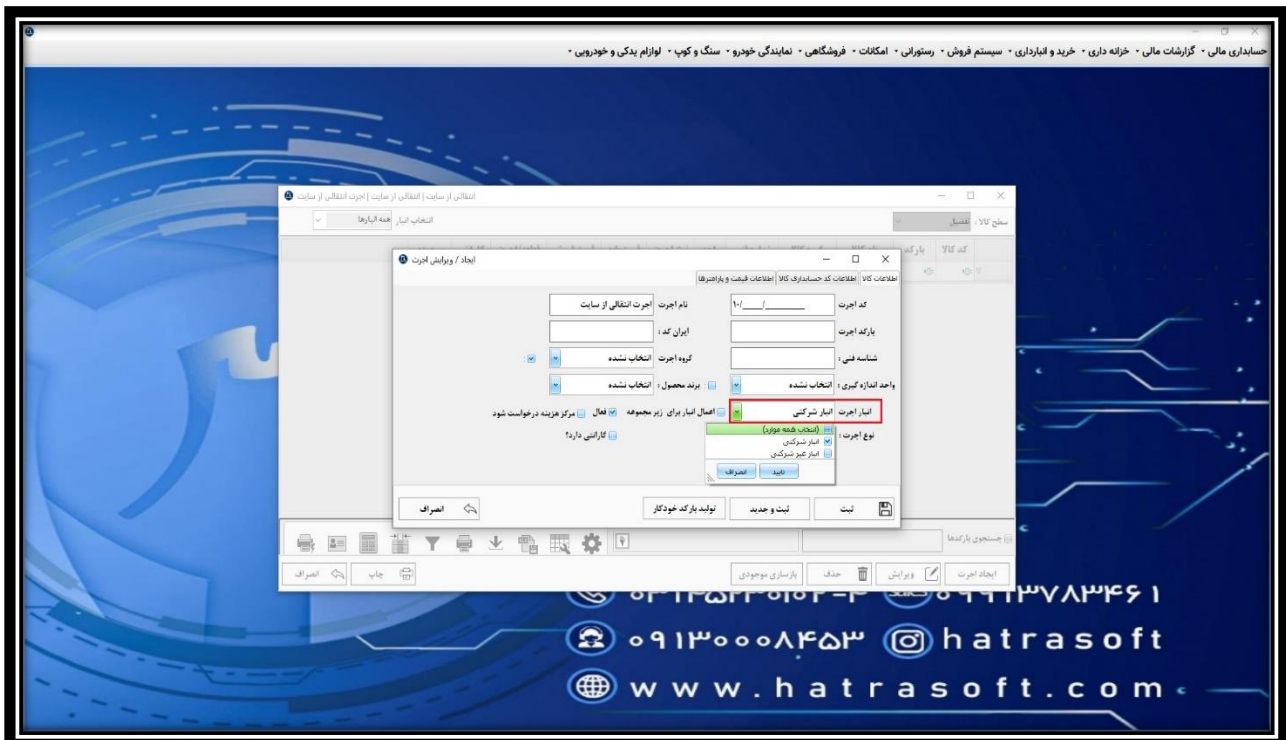 حسابداری مالی گزارشات مالی خزانه داری خرید و انبارداری سیستم فروش رستورانی امکانات فروشگاهی نمایندگی خودرو سنگ و کوپ لوازم یدکی و خودرویی
انتقالی از سایت | انتقالی از سایت | اجرت انتقالی از سایت
سطح کالا : تفصیل انتخاب انبار همه انبارها
کد کالا بارکد
ایجاد / ویرایش اجرت
اطلاعات کالا اطلاعات کد حسابداری کالا اطلاعات قیمت و پارامترها
کد اجرت ۱۰/____/________ نام اجرت اجرت انتقالی از سایت
بارکد اجرت ایران کد :
شناسه فنی : گروه اجرت انتخاب نشده :
واحد اندازه گیری : انتخاب نشده برند محصول : انتخاب نشده
انبار اجرت انبار شرکتی اعمال انبار برای زیر مجموعه فعال مرکز هزینه درخواست شود
نوع اجرت : گارانتی دارد؟
(انتخاب همه موارد)
انبار شرکتی
انبار غیر شرکتی
تایید انصراف
ثبت ثبت و جدید تولید بارکد خودکار انصراف
جستجوی بارکدها
ایجاد اجرت ویرایش حذف بازسازی موجودی چاپ انصراف
۰۹۱۳۰۰۰۸۴۵۳ hatrasoft
www.hatrasoft.com